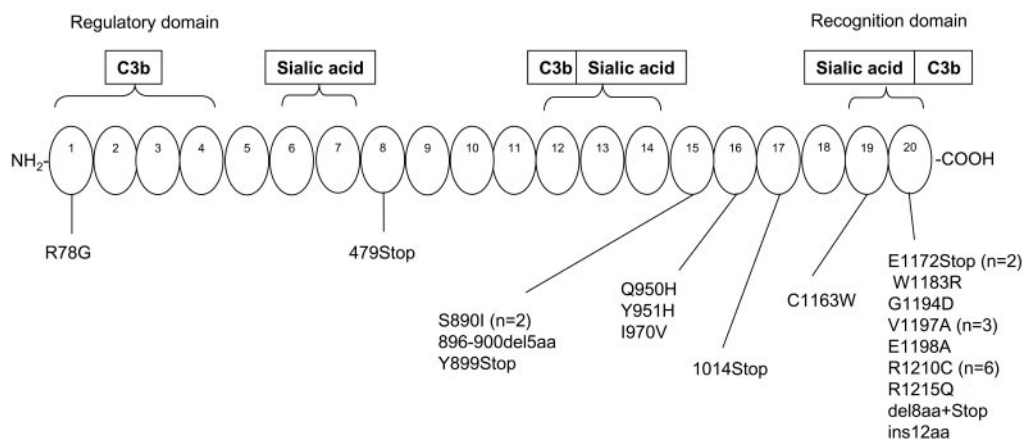 Regulatory domain
Recognition domain
C3b
Sialic acid
C3b Sialic acid
Sialic acid C3b
NH2- 1 2 3 4 5 6 7 8 9 10 11 12 13 14 15 16 17 18 19 20 -COOH
R78G
479Stop
S890I (n=2)
896-900del5aa
Y899Stop
Q950H
Y951H
I970V
1014Stop
C1163W
E1172Stop (n=2)
W1183R
G1194D
V1197A (n=3)
E1198A
R1210C (n=6)
R1215Q
del8aa+Stop
ins12aa